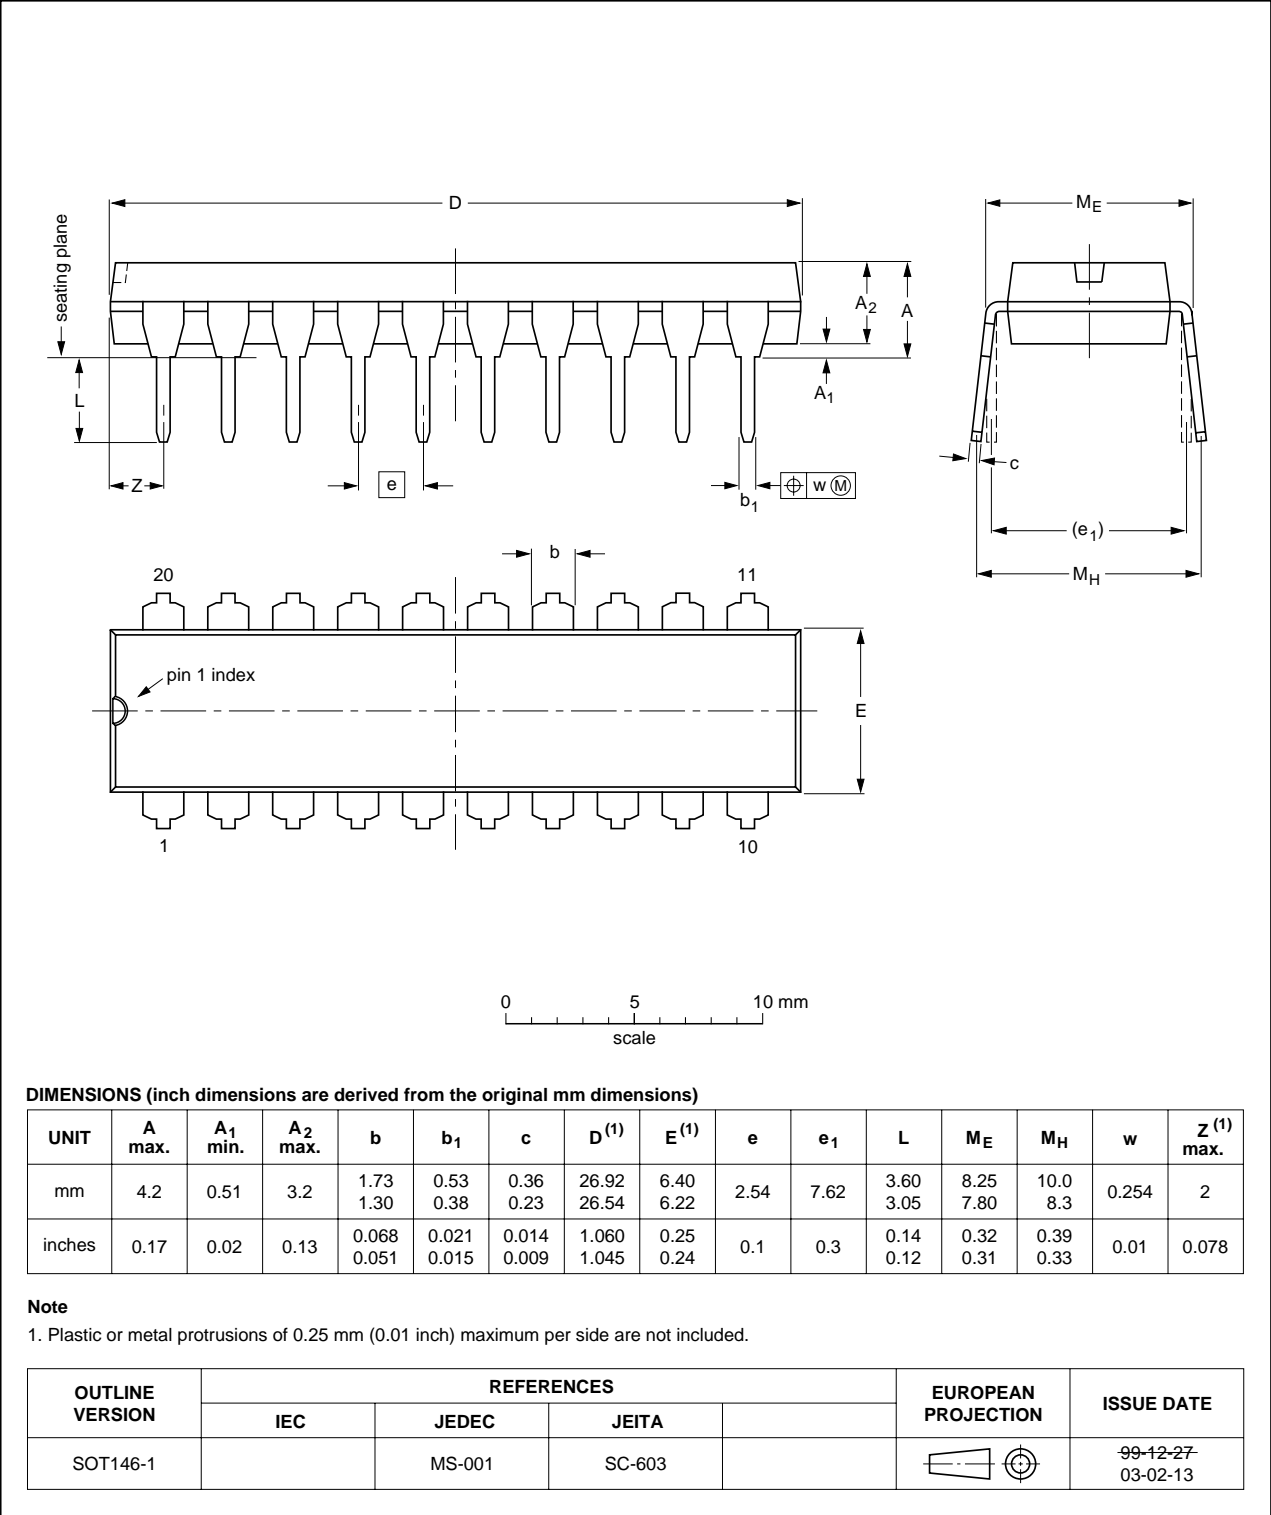 D
ME
seating plane
A2
A
A1
L
Z
e
b1
w M
c
(e1)
MH
b
20
11
pin 1 index
E
1
10
0 5 10 mm
scale
DIMENSIONS (inch dimensions are derived from the original mm dimensions)
UNIT A max. A1 min. A2 max. b b1 c D(1) E(1) e e1 L ME MH w Z(1) max.
mm 4.2 0.51 3.2 1.73 1.30 0.53 0.38 0.36 0.23 26.92 26.54 6.40 6.22 2.54 7.62 3.60 3.05 8.25 7.80 10.0 8.3 0.254 2
inches 0.17 0.02 0.13 0.068 0.051 0.021 0.015 0.014 0.009 1.060 1.045 0.25 0.24 0.1 0.3 0.14 0.12 0.32 0.31 0.39 0.33 0.01 0.078
Note
1. Plastic or metal protrusions of 0.25 mm (0.01 inch) maximum per side are not included.
OUTLINE VERSION
REFERENCES
EUROPEAN PROJECTION
ISSUE DATE
IEC JEDEC JEITA
SOT146-1 MS-001 SC-603
99-12-27
03-02-13